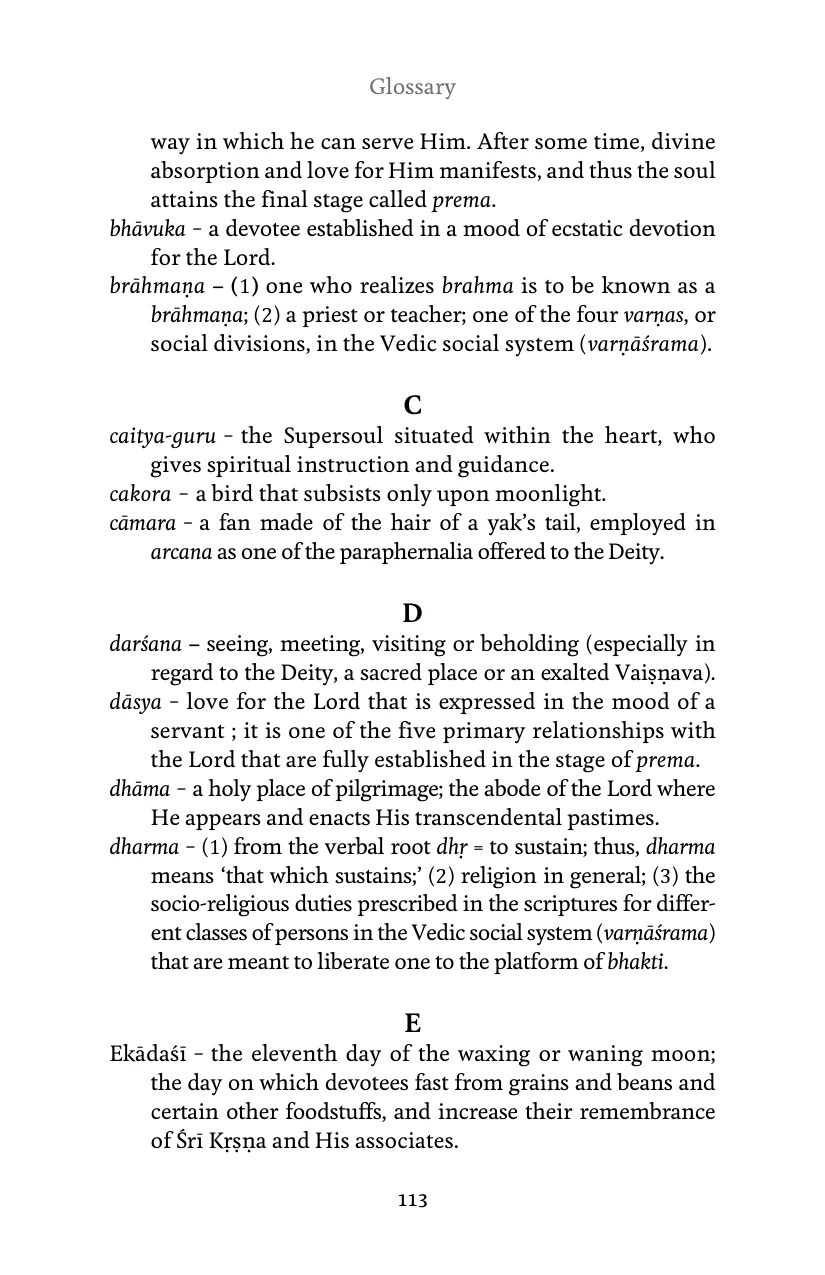 Glossary
way in which he can serve Him. After some time, divine
absorption and love for Him manifests, and thus the soul
attains the final stage called prema.
bhāvuka – a devotee established in a mood of ecstatic devotion
for the Lord.
brāhmaṇa – (1) one who realizes brahma is to be known as a
brāhmaṇa; (2) a priest or teacher; one of the four varṇas, or
social divisions, in the Vedic social system (varṇāśrama).
C
caitya-guru – the Supersoul situated within the heart, who
gives spiritual instruction and guidance.
cakora – a bird that subsists only upon moonlight.
cāmara – a fan made of the hair of a yak’s tail, employed in
arcana as one of the paraphernalia offered to the Deity.
D
darśana – seeing, meeting, visiting or beholding (especially in
regard to the Deity, a sacred place or an exalted Vaiṣṇava).
dāsya – love for the Lord that is expressed in the mood of a
servant ; it is one of the five primary relationships with
the Lord that are fully established in the stage of prema.
dhāma – a holy place of pilgrimage; the abode of the Lord where
He appears and enacts His transcendental pastimes.
dharma – (1) from the verbal root dhṛ = to sustain; thus, dharma
means ‘that which sustains;’ (2) religion in general; (3) the
socio-religious duties prescribed in the scriptures for differ-
ent classes of persons in the Vedic social system (varṇāśrama)
that are meant to liberate one to the platform of bhakti.
E
Ekādaśī – the eleventh day of the waxing or waning moon;
the day on which devotees fast from grains and beans and
certain other foodstuffs, and increase their remembrance
of Śrī Kṛṣṇa and His associates.
113